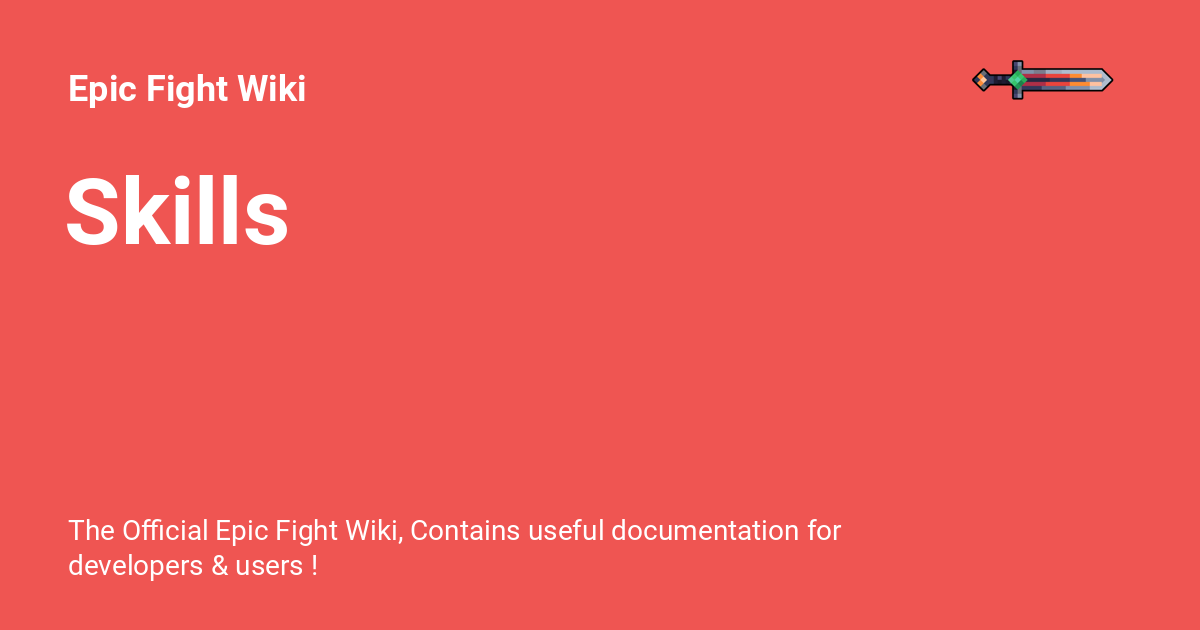 Epic Fight Wiki
Skills
The Official Epic Fight Wiki, Contains useful documentation for
developers & users !